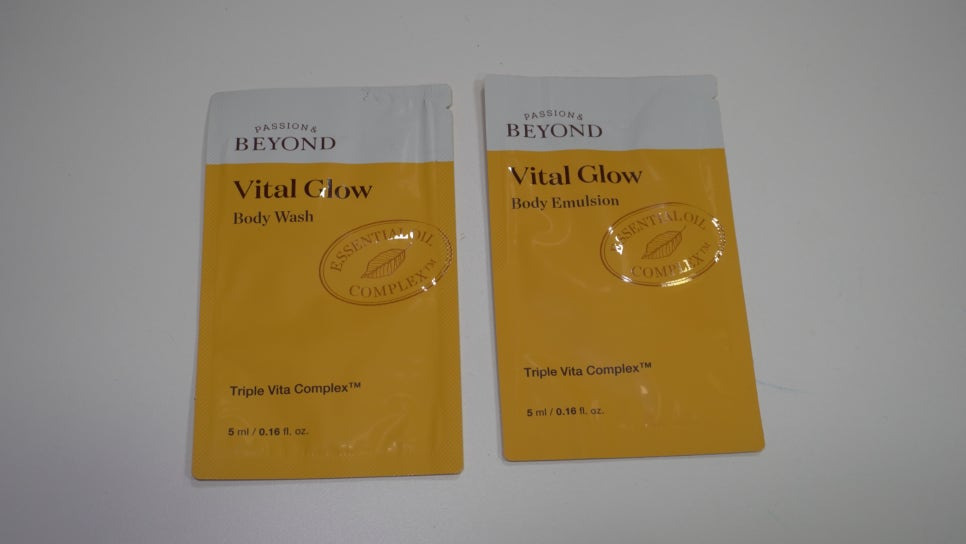 PASSION &
BEYOND
Vital Glow
Body Wash
ESSENTIAL OIL
COMPLEX™
Triple Vita Complex™
5 ml / 0.16 fl. oz.
PASSION &
BEYOND
Vital Glow
Body Emulsion
ESSENTIAL OIL
COMPLEX™
Triple Vita Complex™
5 ml / 0.16 fl. oz.